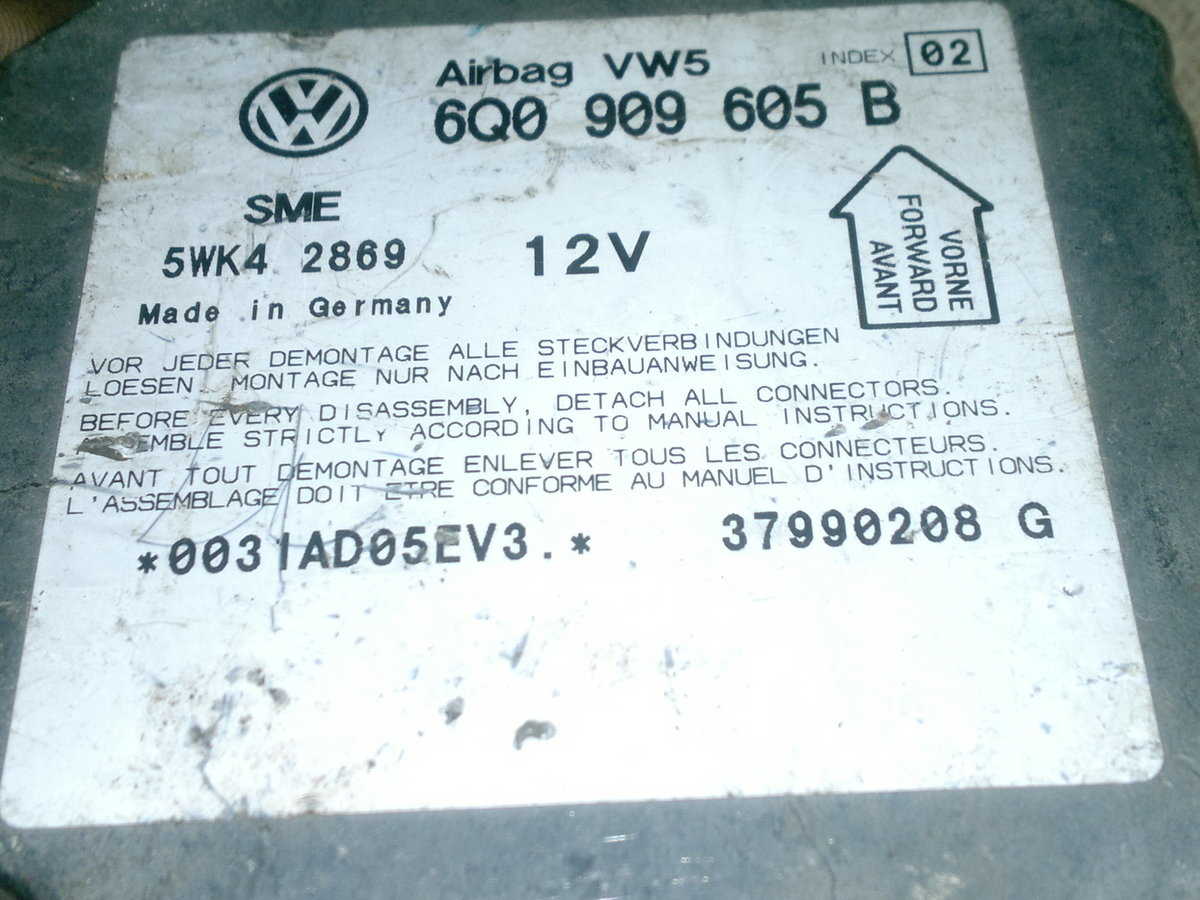 Airbag VW5 INDEX 02
6Q0 909 605 B
SME
5WK4 2869 12V
Made in Germany
VORNE
FORWARD
AVANT
VOR JEDER DEMONTAGE ALLE STECKVERBINDUNGEN
LOESEN. MONTAGE NUR NACH EINBAUANWEISUNG.
BEFORE EVERY DISASSEMBLY, DETACH ALL CONNECTORS.
ASSEMBLE STRICTLY ACCORDING TO MANUAL INSTRUCTIONS.
AVANT TOUT DEMONTAGE ENLEVER TOUS LES CONNECTEURS.
L'ASSEMBLAGE DOIT ETRE CONFORME AU MANUEL D'INSTRUCTIONS.
*003IAD05EV3.* 37990208 G